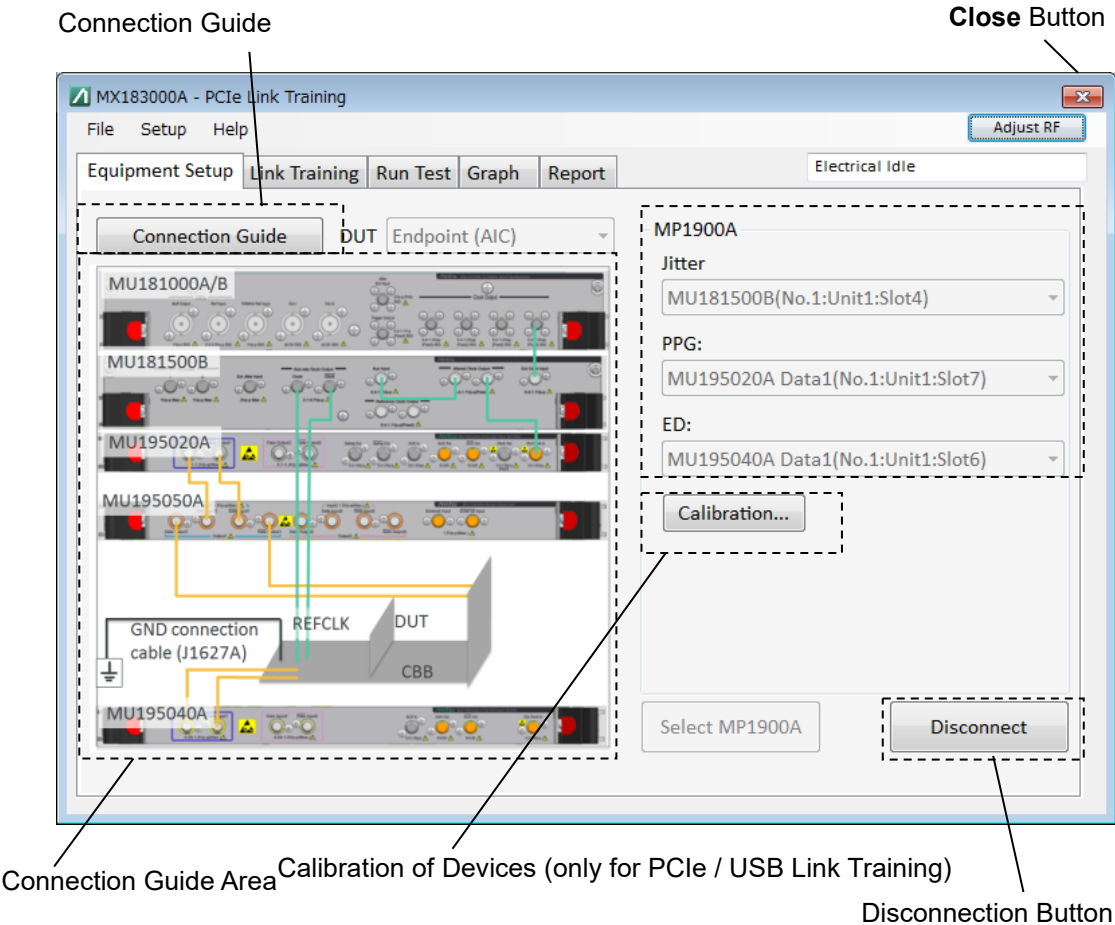 Connection Guide
Close Button
MX183000A - PCIe Link Training
File Setup Help
Adjust RF
Equipment Setup Link Training Run Test Graph Report
Electrical Idle
Connection Guide DUT Endpoint (AIC)
MP1900A
Jitter
MU181500B(No.1:Unit1:Slot4)
PPG:
MU195020A Data1(No.1:Unit1:Slot7)
ED:
MU195040A Data1(No.1:Unit1:Slot6)
Calibration...
MU181000A/B
MU181500B
MU195020A
MU195050A
REFCLK DUT
GND connection
cable (J1627A)
CBB
MU195040A
Select MP1900A
Disconnect
Connection Guide Area
Calibration of Devices (only for PCIe / USB Link Training)
Disconnection Button